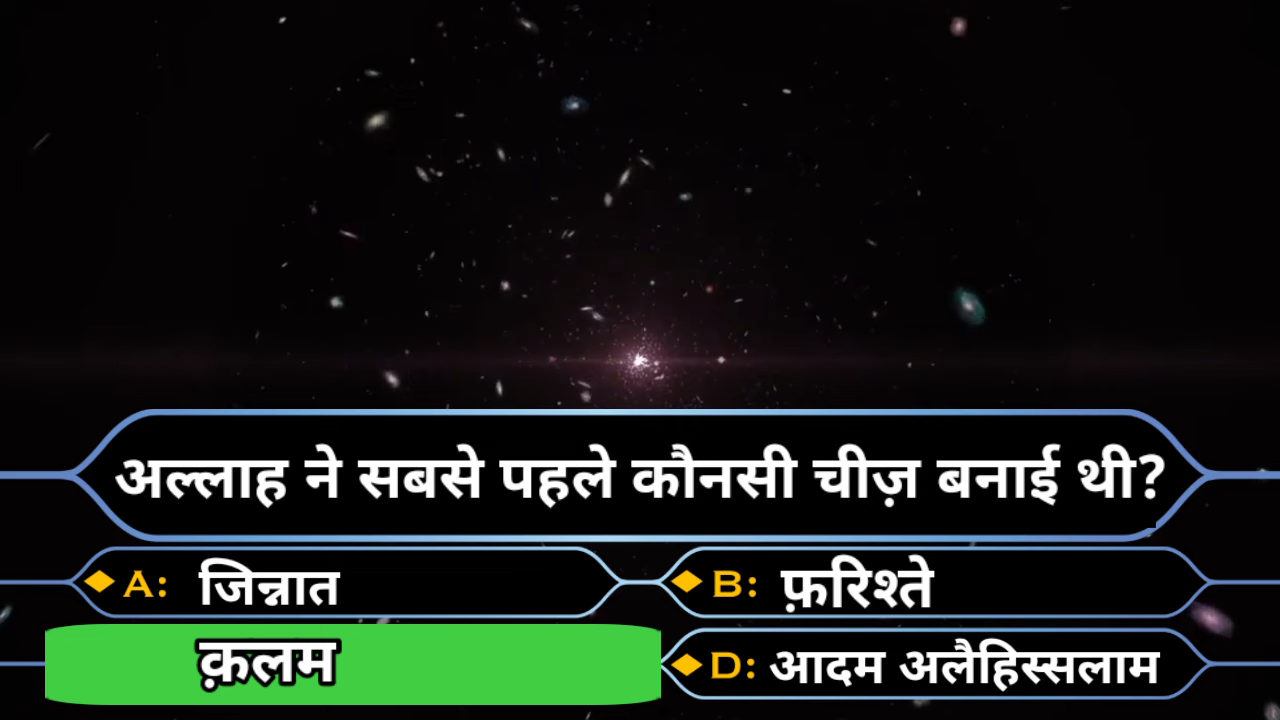 अल्लाह ने सबसे पहले कौनसी चीज़ बनाई थी?
A: जिन्नात
B: फ़रिश्ते
क़लम
D: आदम अलैहिस्सलाम